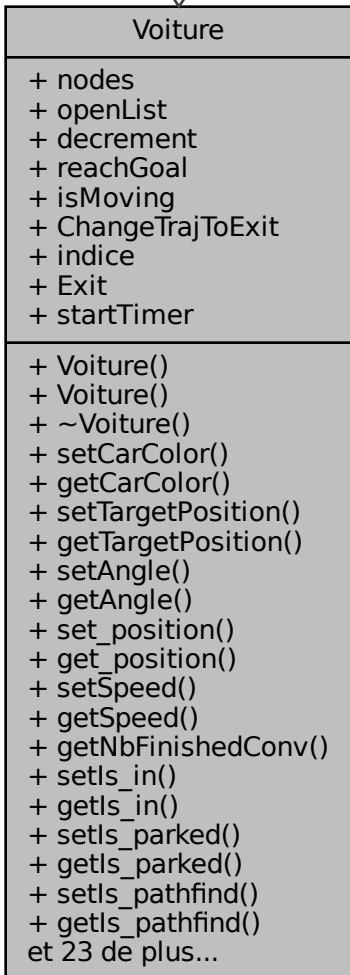 Voiture
+ nodes
+ openList
+ decrement
+ reachGoal
+ isMoving
+ ChangeTrajToExit
+ indice
+ Exit
+ startTimer
+ Voiture()
+ Voiture()
+ ~Voiture()
+ setCarColor()
+ getCarColor()
+ setTargetPosition()
+ getTargetPosition()
+ setAngle()
+ getAngle()
+ set_position()
+ get_position()
+ setSpeed()
+ getSpeed()
+ getNbFinishedConv()
+ setIs_in()
+ getIs_in()
+ setIs_parked()
+ getIs_parked()
+ setIs_pathfind()
+ getIs_pathfind()
et 23 de plus...